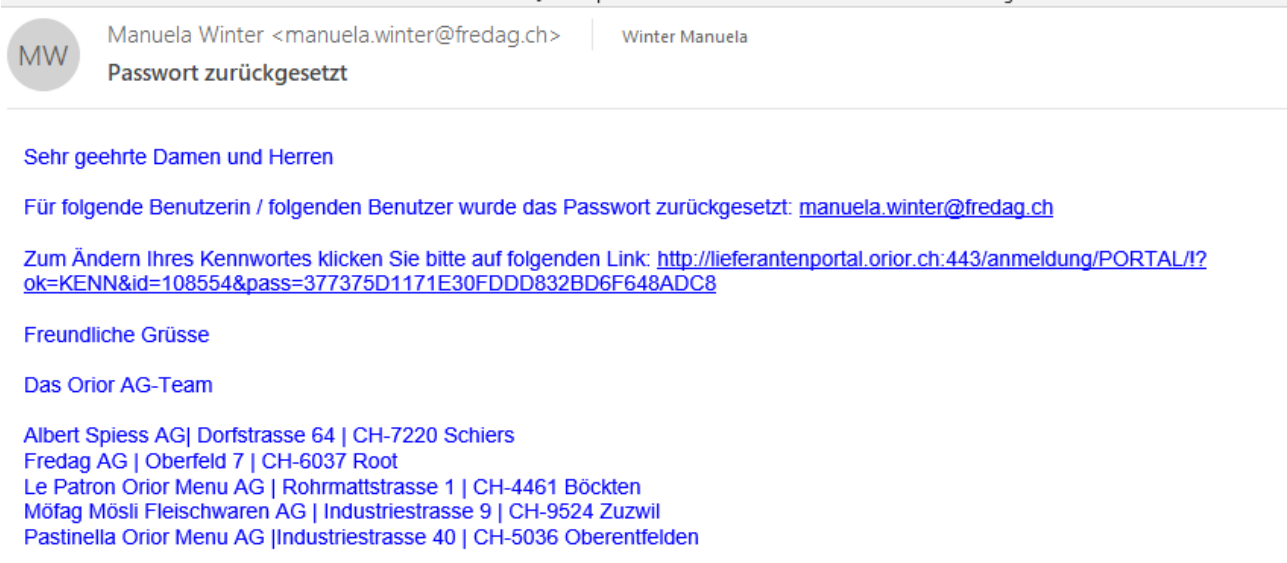 MW
Manuela Winter <manuela.winter@fredag.ch>
Winter Manuela
Passwort zurückgesetzt
Sehr geehrte Damen und Herren
Für folgende Benutzerin / folgenden Benutzer wurde das Passwort zurückgesetzt: manuela.winter@fredag.ch
Zum Ändern Ihres Kennwortes klicken Sie bitte auf folgenden Link: http://lieferantenportal.orior.ch:443/anmeldung/PORTAL/!?
ok=KENN&id=108554&pass=377375D1171E30FDDD832BD6F648ADC8
Freundliche Grüsse
Das Orior AG-Team
Albert Spiess AG| Dorfstrasse 64 | CH-7220 Schiers
Fredag AG | Oberfeld 7 | CH-6037 Root
Le Patron Orior Menu AG | Rohrmattstrasse 1 | CH-4461 Böckten
Möfag Mösli Fleischwaren AG | Industriestrasse 9 | CH-9524 Zuzwil
Pastinella Orior Menu AG |Industriestrasse 40 | CH-5036 Oberentfelden